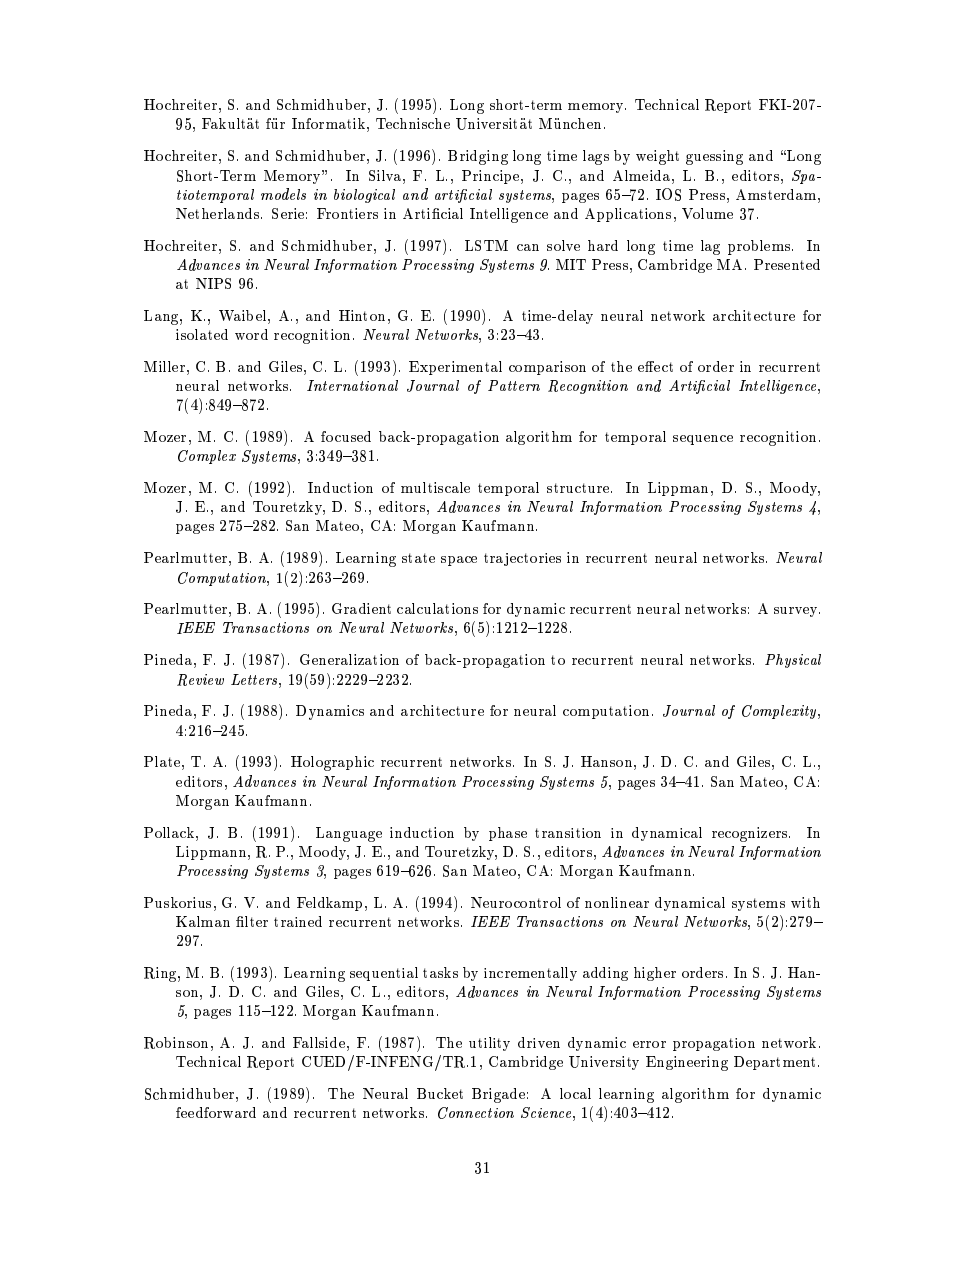 Hochreiter, S. and Schmidhuber, J. (1995). Long short-term memory. Technical Report FKI-207-
95, Fakultät für Informatik, Technische Universität München.
Hochreiter, S. and Schmidhuber, J. (1996). Bridging long time lags by weight guessing and “Long
Short-Term Memory”. In Silva, F. L., Principe, J. C., and Almeida, L. B., editors, Spa-
tiotemporal models in biological and artificial systems, pages 65–72. IOS Press, Amsterdam,
Netherlands. Serie: Frontiers in Artificial Intelligence and Applications, Volume 37.
Hochreiter, S. and Schmidhuber, J. (1997). LSTM can solve hard long time lag problems. In
Advances in Neural Information Processing Systems 9. MIT Press, Cambridge MA. Presented
at NIPS 96.
Lang, K., Waibel, A., and Hinton, G. E. (1990). A time-delay neural network architecture for
isolated word recognition. Neural Networks, 3:23–43.
Miller, C. B. and Giles, C. L. (1993). Experimental comparison of the effect of order in recurrent
neural networks. International Journal of Pattern Recognition and Artificial Intelligence,
7(4):849–872.
Mozer, M. C. (1989). A focused back-propagation algorithm for temporal sequence recognition.
Complex Systems, 3:349–381.
Mozer, M. C. (1992). Induction of multiscale temporal structure. In Lippman, D. S., Moody,
J. E., and Touretzky, D. S., editors, Advances in Neural Information Processing Systems 4,
pages 275–282. San Mateo, CA: Morgan Kaufmann.
Pearlmutter, B. A. (1989). Learning state space trajectories in recurrent neural networks. Neural
Computation, 1(2):263–269.
Pearlmutter, B. A. (1995). Gradient calculations for dynamic recurrent neural networks: A survey.
IEEE Transactions on Neural Networks, 6(5):1212–1228.
Pineda, F. J. (1987). Generalization of back-propagation to recurrent neural networks. Physical
Review Letters, 19(59):2229–2232.
Pineda, F. J. (1988). Dynamics and architecture for neural computation. Journal of Complexity,
4:216–245.
Plate, T. A. (1993). Holographic recurrent networks. In S. J. Hanson, J. D. C. and Giles, C. L.,
editors, Advances in Neural Information Processing Systems 5, pages 34–41. San Mateo, CA:
Morgan Kaufmann.
Pollack, J. B. (1991). Language induction by phase transition in dynamical recognizers. In
Lippmann, R. P., Moody, J. E., and Touretzky, D. S., editors, Advances in Neural Information
Processing Systems 3, pages 619–626. San Mateo, CA: Morgan Kaufmann.
Puskorius, G. V. and Feldkamp, L. A. (1994). Neurocontrol of nonlinear dynamical systems with
Kalman filter trained recurrent networks. IEEE Transactions on Neural Networks, 5(2):279–
297.
Ring, M. B. (1993). Learning sequential tasks by incrementally adding higher orders. In S. J. Han-
son, J. D. C. and Giles, C. L., editors, Advances in Neural Information Processing Systems
5, pages 115–122. Morgan Kaufmann.
Robinson, A. J. and Fallside, F. (1987). The utility driven dynamic error propagation network.
Technical Report CUED/F-INFENG/TR.1, Cambridge University Engineering Department.
Schmidhuber, J. (1989). The Neural Bucket Brigade: A local learning algorithm for dynamic
feedforward and recurrent networks. Connection Science, 1(4):403–412.
31